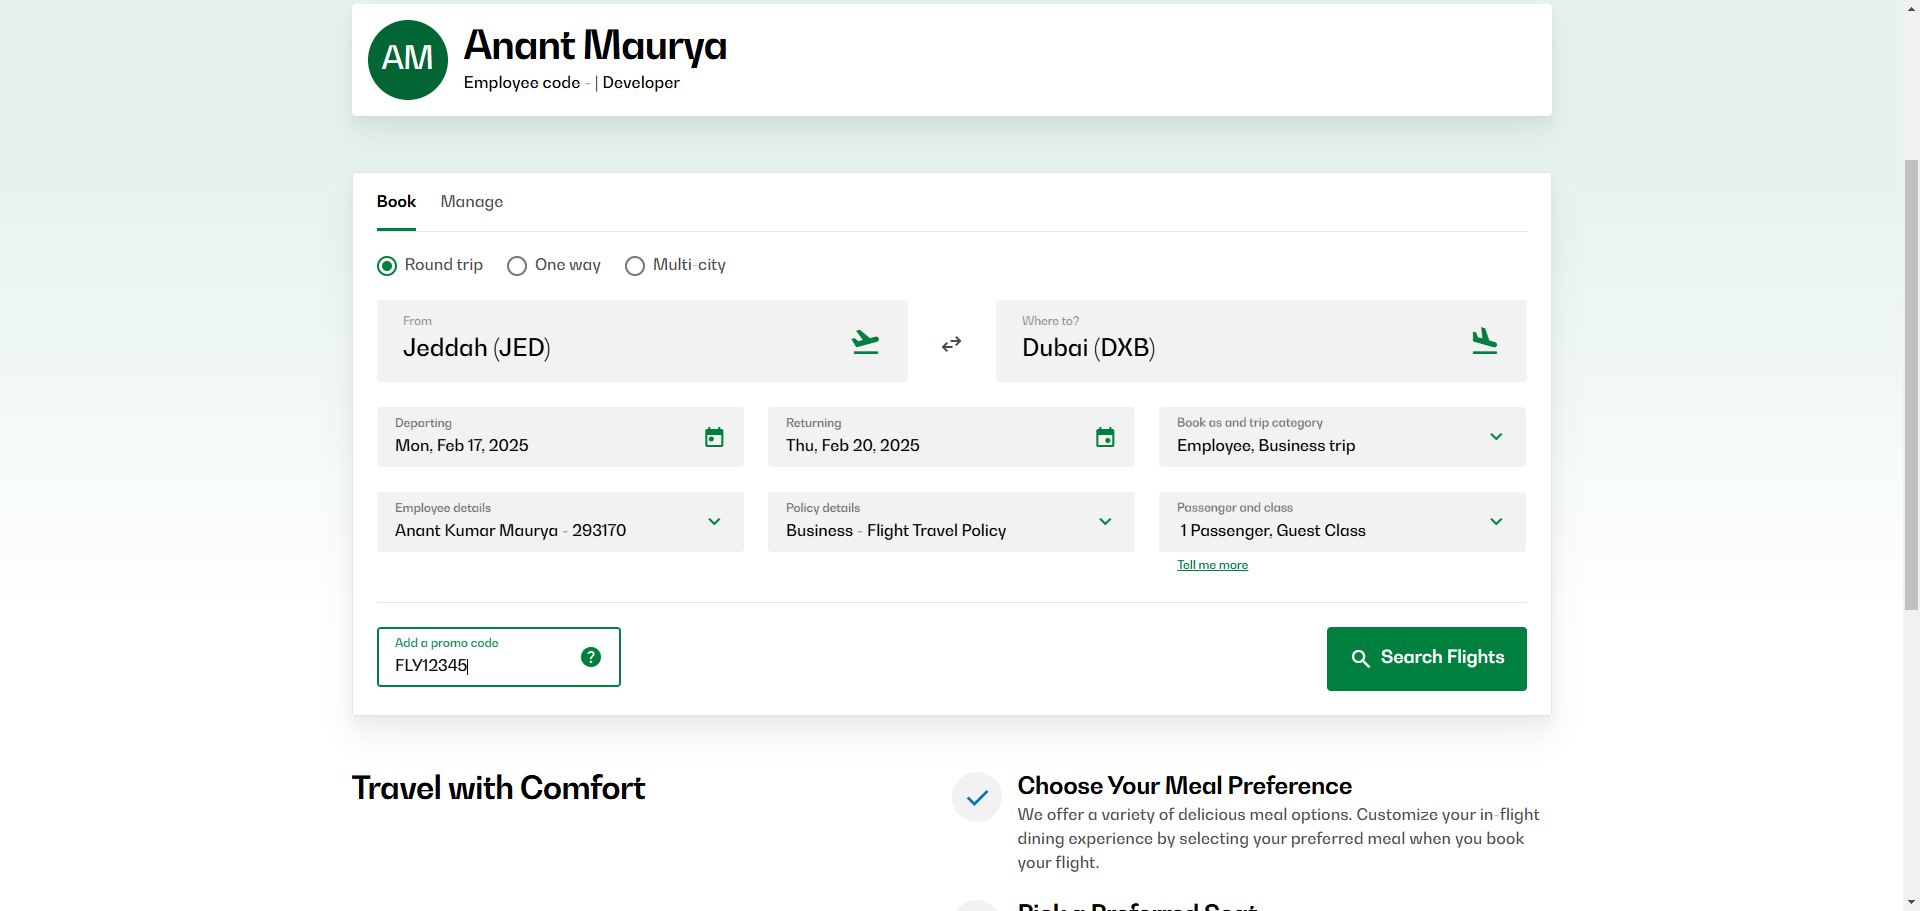 AM
Anant Maurya
Employee code - | Developer
Book Manage
Round trip One way Multi-city
From
Jeddah (JED)
Where to?
Dubai (DXB)
Departing
Mon, Feb 17, 2025
Returning
Thu, Feb 20, 2025
Book as and trip category
Employee, Business trip
Employee details
Anant Kumar Maurya - 293170
Policy details
Business - Flight Travel Policy
Passenger and class
1 Passenger, Guest Class
Tell me more
Add a promo code
FLY12345
?
Search Flights
Travel with Comfort
Choose Your Meal Preference
We offer a variety of delicious meal options. Customize your in-flight
dining experience by selecting your preferred meal when you book
your flight.
Pick a Preferred Seat